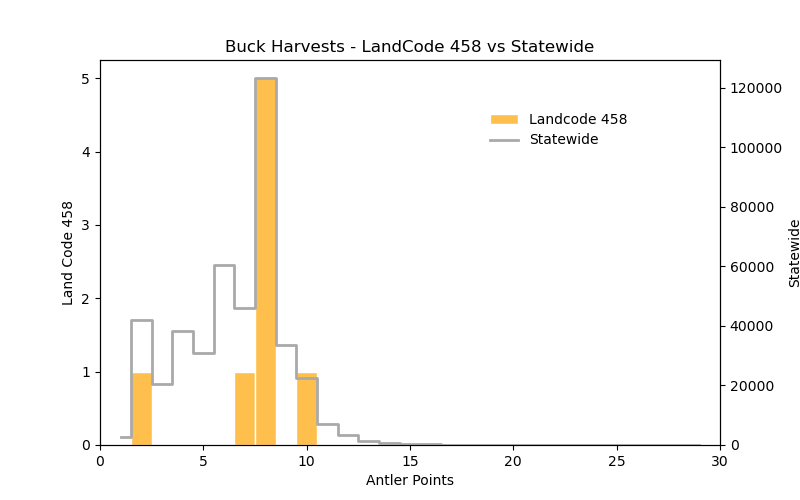 Buck Harvests - LandCode 458 vs Statewide
Land Code 458
5
4
3
2
1
0
Landcode 458
Statewide
120000
100000
80000
60000
40000
20000
0
Statewide
0 5 10 15 20 25 30
Antler Points